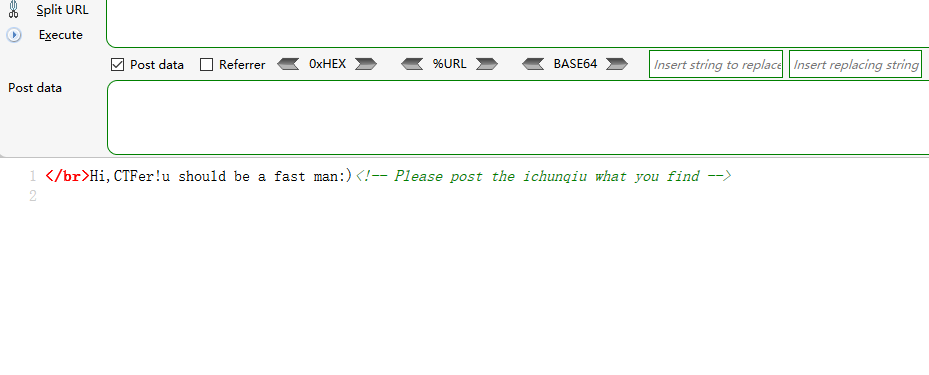 Split URL
Execute
Post data Referrer 0xHEX %URL BASE64 Insert string to replace Insert replacing string
Post data
1 </br>Hi,CTFer!u should be a fast man:)<!-- Please post the ichunqiu what you find -->
2